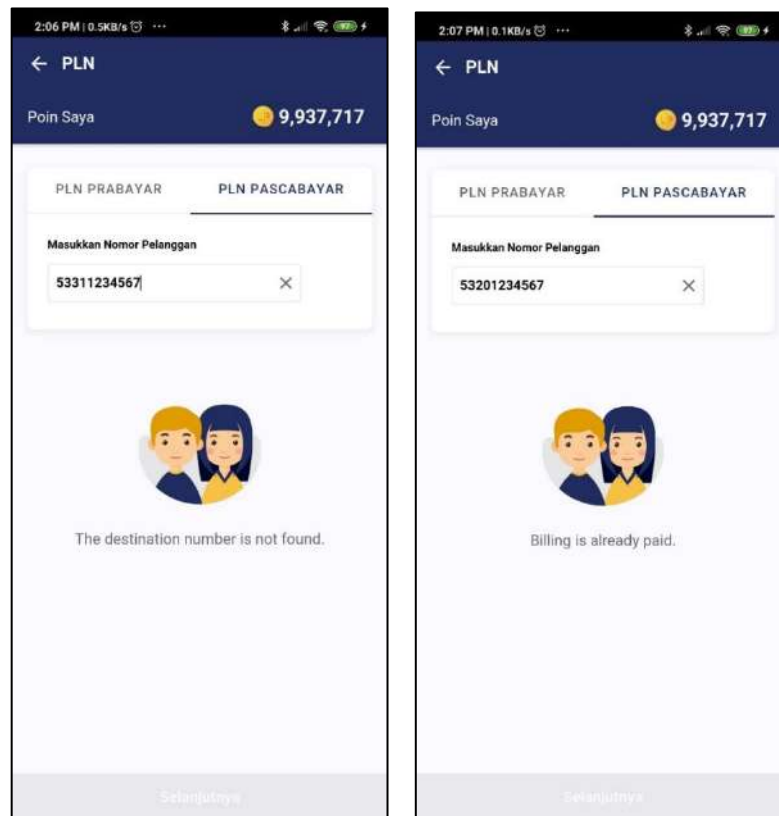 2:06 PM | 0.5KB/s ···
97
PLN
Poin Saya
9,937,717
PLN PRABAYAR
PLN PASCABAYAR
Masukkan Nomor Pelanggan
53311234567
The destination number is not found.
Selanjutnya
2:07 PM | 0.1KB/s ···
97
PLN
Poin Saya
9,937,717
PLN PRABAYAR
PLN PASCABAYAR
Masukkan Nomor Pelanggan
53201234567
Billing is already paid.
Selanjutnya